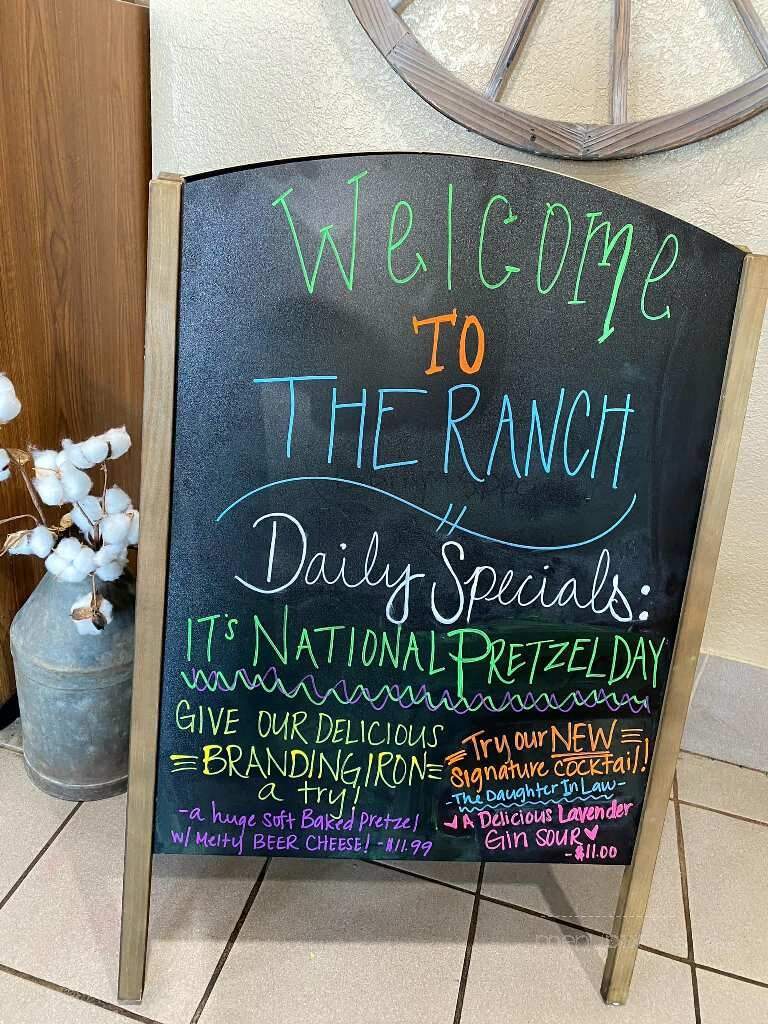 Welcome
TO
THE RANCH
Daily Specials:
IT'S NATIONAL PRETZEL DAY
GIVE OUR DELICIOUS
BRANDING IRON
a try!
-a huge Soft Baked Pretzel
w/ Melty BEER CHEESE! -$11.99
Try our NEW
signature cocktail!
The Daughter In Law-
A Delicious Lavender
Gin SOUR
-$11.00